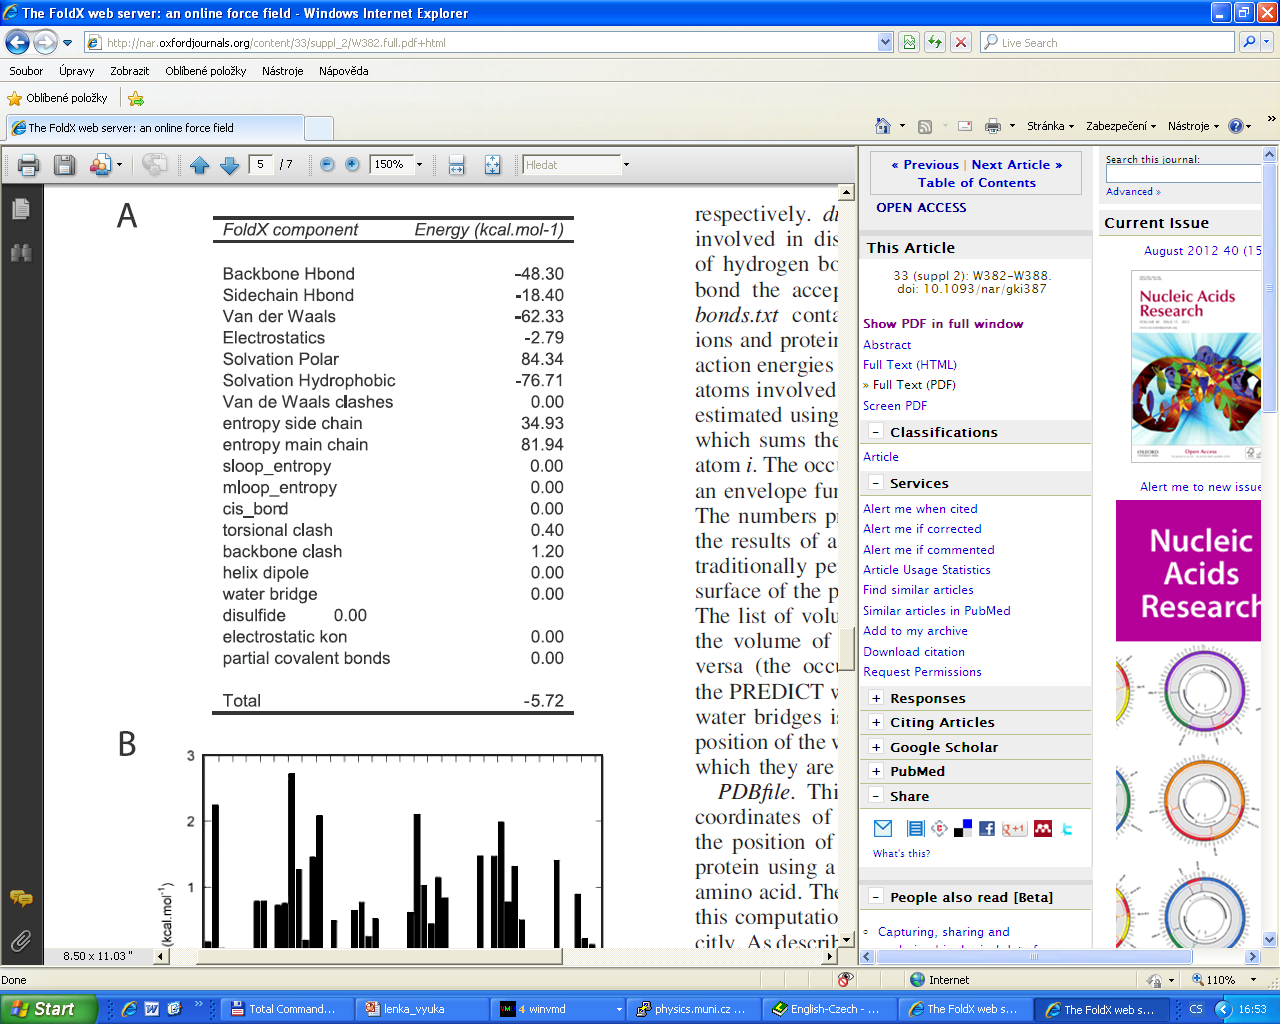 The FoldX web server: an online force field - Windows Internet Explorer
http://nar.oxfordjournals.org/content/33/suppl_2/W382.full.pdf+html
Live Search
Soubor Úpravy Zobrazit Oblíbené položky Nástroje Nápověda
Oblíbené položky
The FoldX web server: an online force field
Stránka Zabezpečení Nástroje
5 / 7 150% Hledat
A
FoldX component Energy (kcal.mol-1)
Backbone Hbond -48.30
Sidechain Hbond -18.40
Van der Waals -62.33
Electrostatics -2.79
Solvation Polar 84.34
Solvation Hydrophobic -76.71
Van de Waals clashes 0.00
entropy side chain 34.93
entropy main chain 81.94
sloop_entropy 0.00
mloop_entropy 0.00
cis_bond 0.00
torsional clash 0.40
backbone clash 1.20
helix dipole 0.00
water bridge 0.00
disulfide 0.00
electrostatic kon 0.00
partial covalent bonds 0.00
Total -5.72
B
3
2
1
(kcal.mol-1)
respectively. di
involved in dis
of hydrogen bo
bond the accep
bonds.txt conta
ions and protein
action energies
atoms involved
estimated using
which sums the
atom i. The occu
an envelope fun
The numbers pr
the results of a
traditionally pe
surface of the p
The list of volu
the volume of
versa (the occu
the PREDICT w
water bridges is
position of the w
which they are
PDBfile. Thi
coordinates of
the position of
protein using a
amino acid. The
this computatio
citly. As describ
8.50 x 11.03 "
« Previous | Next Article »
Table of Contents
OPEN ACCESS
This Article
33 (suppl 2): W382-W388.
doi: 10.1093/nar/gki387
Show PDF in full window
Abstract
Full Text (HTML)
» Full Text (PDF)
Screen PDF
- Classifications
Article
- Services
Alert me when cited
Alert me if corrected
Alert me if commented
Article Usage Statistics
Find similar articles
Similar articles in PubMed
Add to my archive
Download citation
Request Permissions
+ Responses
+ Citing Articles
+ Google Scholar
+ PubMed
- Share
+1
What's this?
- People also read [Beta]
Capturing, sharing and
Search this journal:
Advanced »
Current Issue
August 2012 40 (15
Nucleic Acids
Research
Alert me to new issue
Nucleic
Acids
Research
Done Internet 110%
Start Total Command... lenka_vyuka 4 winvmd physics.muni.cz ... English-Czech - ... The FoldX web s... The FoldX web s... CS 16:53